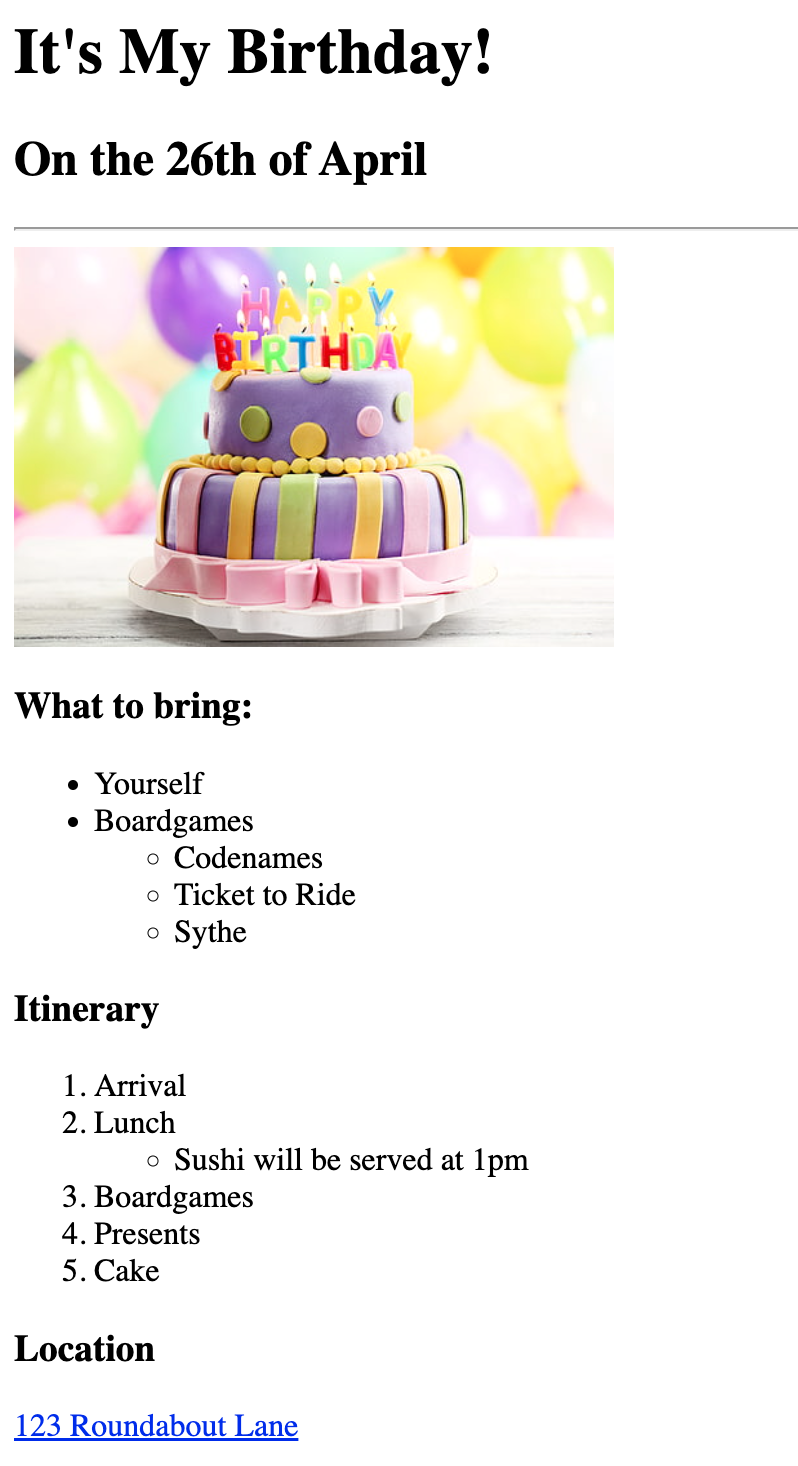 It's My Birthday!
On the 26th of April
HAPPY
BIRTHDAY
What to bring:
• Yourself
• Boardgames
◦ Codenames
◦ Ticket to Ride
◦ Sythe
Itinerary
1. Arrival
2. Lunch
◦ Sushi will be served at 1pm
3. Boardgames
4. Presents
5. Cake
Location
123 Roundabout Lane